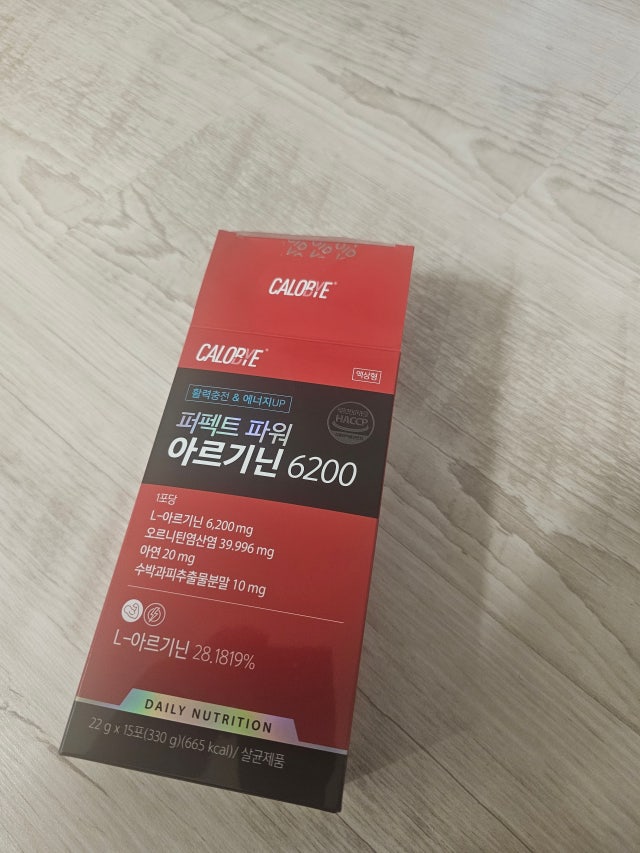 CALOBYE
CALOBYE
액상형
활력충전 & 에너지UP
퍼펙트 파워
HACCP
아르기닌 6200
1포당
L-아르기닌 6,200 mg
오르니틴염산염 39.996 mg
아연 20 mg
수박과피추출물분말 10 mg
L-아르기닌 28.1819%
DAILY NUTRITION
22 g x 15포(330 g)(665 kcal)/ 살균제품